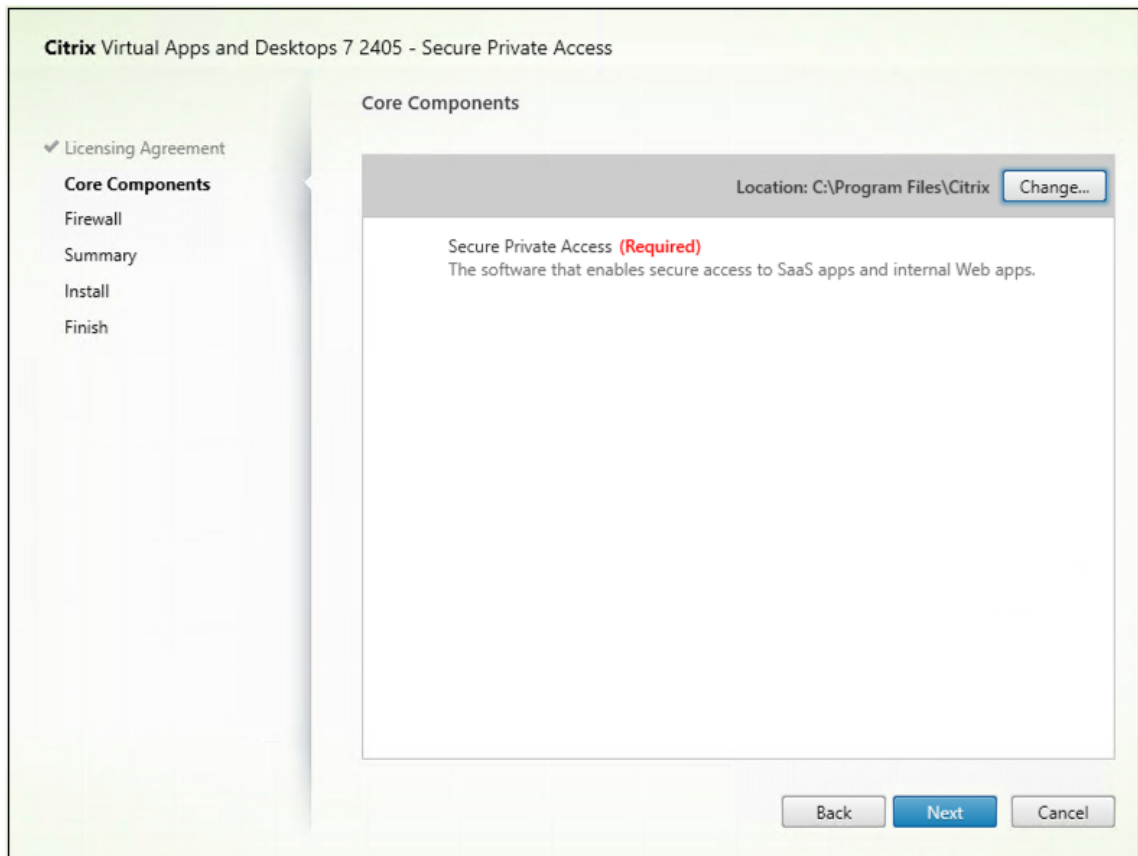 Citrix Virtual Apps and Desktops 7 2405 - Secure Private Access
Core Components
Licensing Agreement
Core Components
Firewall
Summary
Install
Finish
Location: C:\Program Files\Citrix
Change...
Secure Private Access (Required)
The software that enables secure access to SaaS apps and internal Web apps.
Back
Next
Cancel